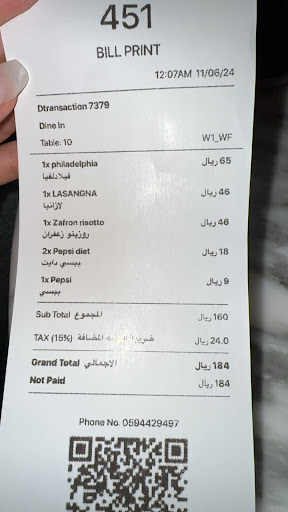 451
BILL PRINT
12:07AM 11/06/24
Dtransaction 7379
Dine In
Table: 10 W1_WF
1x philadelphia 65 ريال
فيلادلفيا
1x LASANGNA 46 ريال
لازانيا
1x Zafron risotto 46 ريال
روزيتو زعفران
2x Pepsi diet 18 ريال
بيبسي دايت
1x Pepsi 9 ريال
بيبسي
Sub Total المجموع 160 ريال
TAX (15%) المضافة 24.0 ريال
Grand Total الاجمالي 184 ريال
Not Paid 184 ريال
Phone No. 0594429497